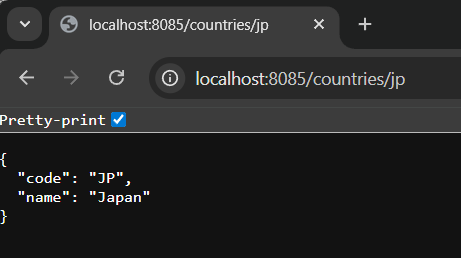 localhost:8085/countries/jp
localhost:8085/countries/jp
Pretty-print
{
"code": "JP",
"name": "Japan"
}